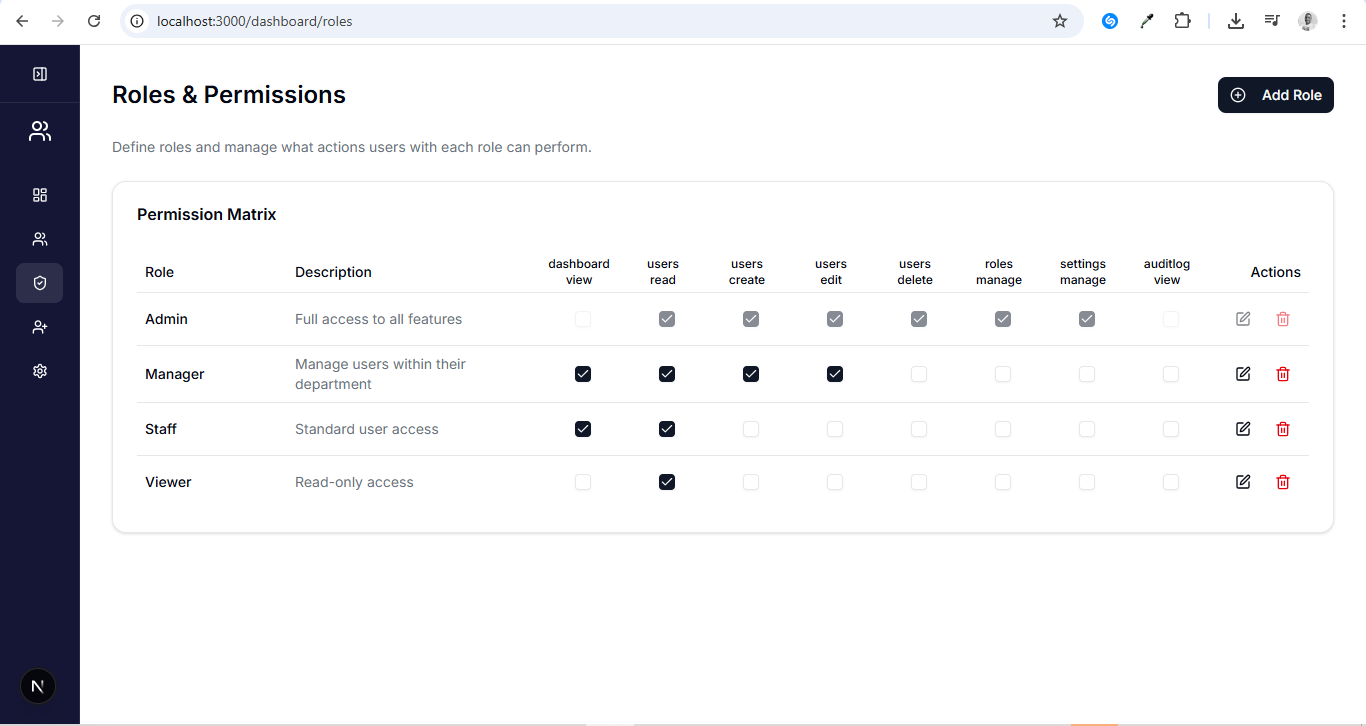 localhost:3000/dashboard/roles
Roles & Permissions
Add Role
Define roles and manage what actions users with each role can perform.
Permission Matrix
Role Description dashboard view users read users create users edit users delete roles manage settings manage auditlog view Actions
Admin Full access to all features
Manager Manage users within their
department
Staff Standard user access
Viewer Read-only access
N